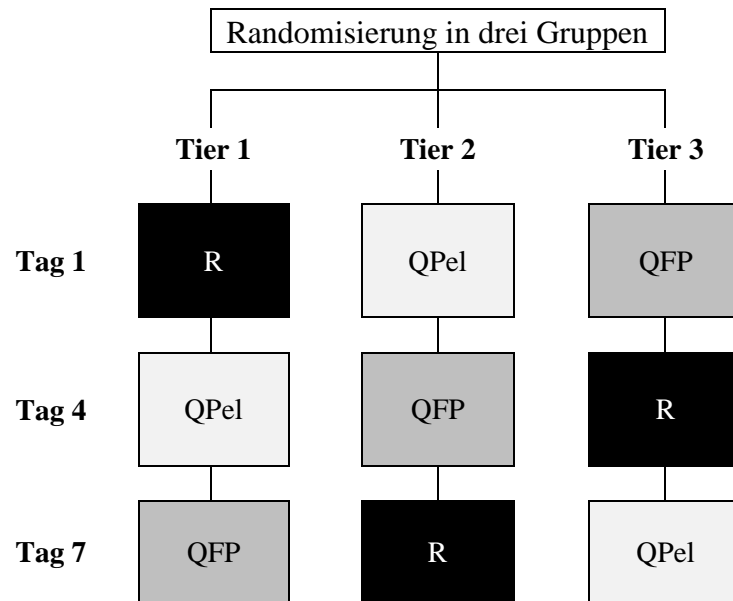 Randomisierung in drei Gruppen
Tier 1 Tier 2 Tier 3
Tag 1 R QPel QFP
Tag 4 QPel QFP R
Tag 7 QFP R QPel